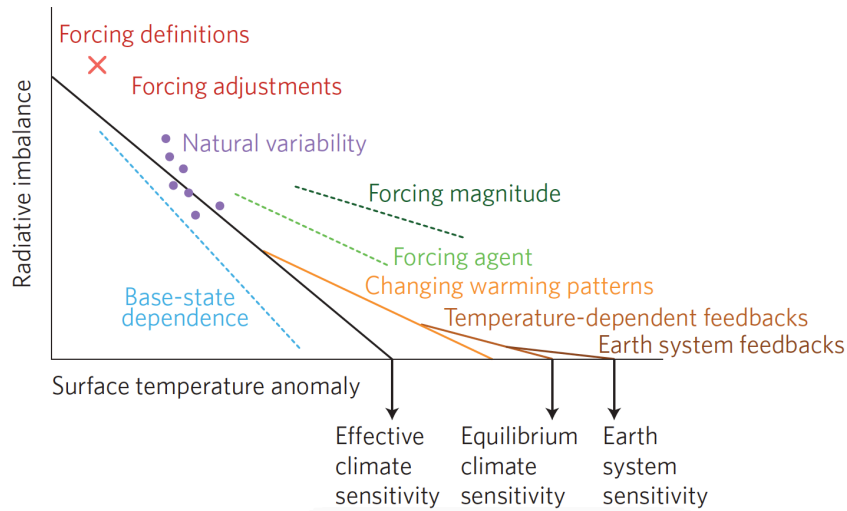 Forcing definitions
Forcing adjustments
Radiative imbalance
Natural variability
Forcing magnitude
Forcing agent
Changing warming patterns
Base-state
dependence
Temperature-dependent feedbacks
Earth system feedbacks
Surface temperature anomaly
Effective
climate
sensitivity
Equilibrium
climate
sensitivity
Earth
system
sensitivity